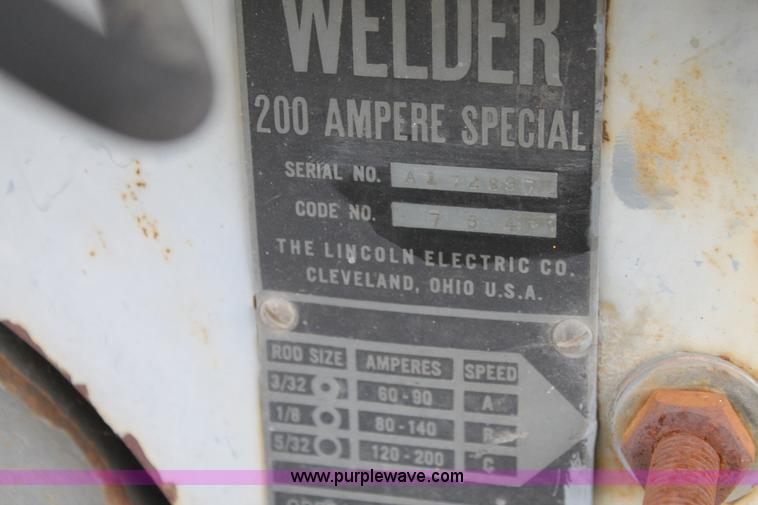 WELDER
200 AMPERE SPECIAL
SERIAL NO.
CODE NO.
THE LINCOLN ELECTRIC CO.
CLEVELAND, OHIO U.S.A.
ROD SIZE AMPERES SPEED
3/32 60-90 A
1/8 80-140 B
5/32 120-200 C
www.purplewave.com